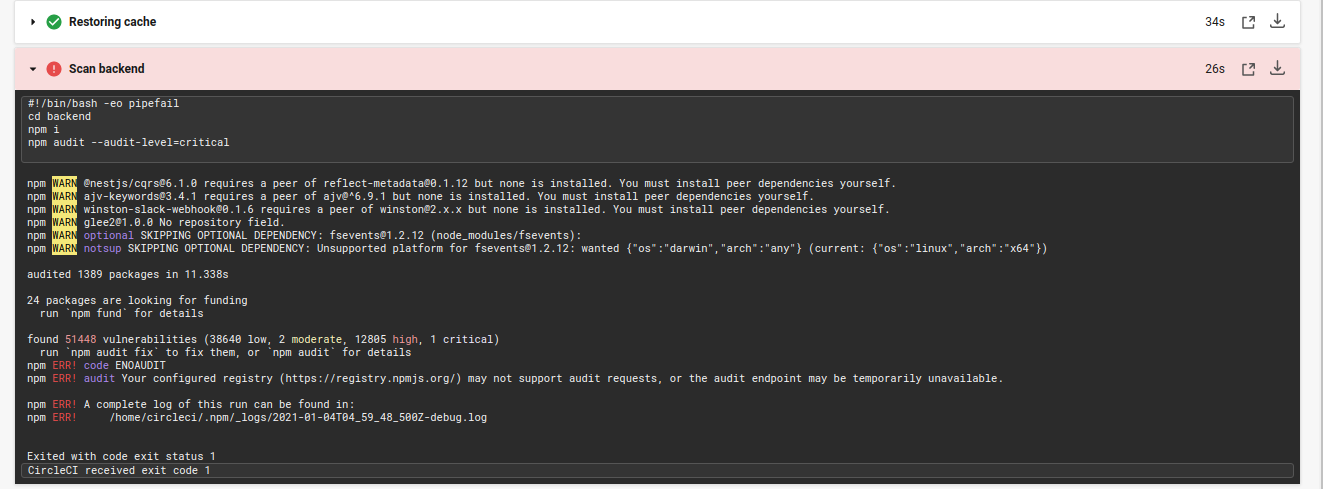 Restoring cache 34s
Scan backend 26s
#!/bin/bash -eo pipefail
cd backend
npm i
npm audit --audit-level=critical
npm WARN @nestjs/cqrs@6.1.0 requires a peer of reflect-metadata@0.1.12 but none is installed. You must install peer dependencies yourself.
npm WARN ajv-keywords@3.4.1 requires a peer of ajv@^6.9.1 but none is installed. You must install peer dependencies yourself.
npm WARN winston-slack-webhook@0.1.6 requires a peer of winston@2.x.x but none is installed. You must install peer dependencies yourself.
npm WARN glee2@1.0.0 No repository field.
npm WARN optional SKIPPING OPTIONAL DEPENDENCY: fsevents@1.2.12 (node_modules/fsevents):
npm WARN notsup SKIPPING OPTIONAL DEPENDENCY: Unsupported platform for fsevents@1.2.12: wanted {"os":"darwin","arch":"any"} (current: {"os":"linux","arch":"x64"})
audited 1389 packages in 11.338s
24 packages are looking for funding
run `npm fund` for details
found 51448 vulnerabilities (38640 low, 2 moderate, 12805 high, 1 critical)
run `npm audit fix` to fix them, or `npm audit` for details
npm ERR! code ENOAUDIT
npm ERR! audit Your configured registry (https://registry.npmjs.org/) may not support audit requests, or the audit endpoint may be temporarily unavailable.
npm ERR! A complete log of this run can be found in:
npm ERR! /home/circleci/.npm/_logs/2021-01-04T04_59_48_500Z-debug.log
Exited with code exit status 1
CircleCI received exit code 1